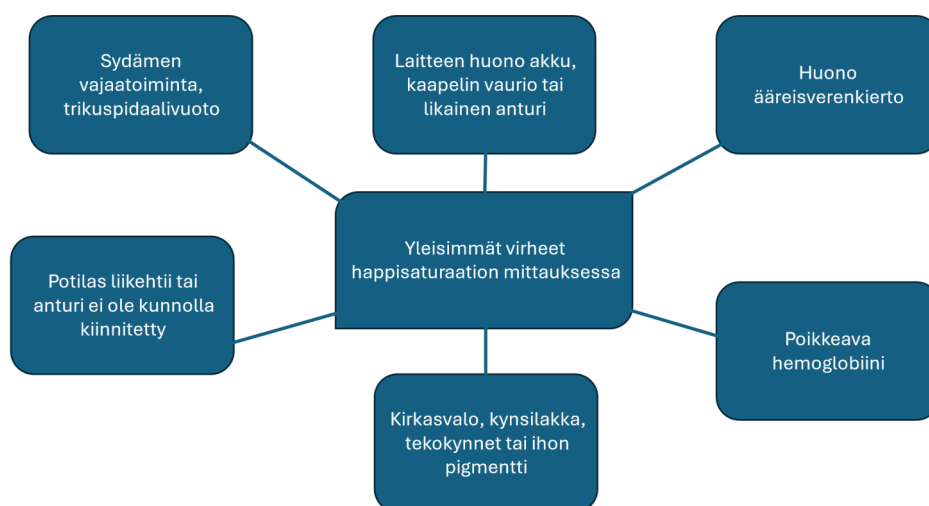 Sydämen
vajaatoiminta,
trikuspidaalivuoto
Laitteen huono akku,
kaapelin vaurio tai
likainen anturi
Huono
ääreisverenkierto
Yleisimmät virheet
happisaturaation mittauksessa
Potilas liikehtii tai
anturi ei ole kunnolla
kiinnitetty
Poikkeava
hemoglobiini
Kirkasvalo, kynsilakka,
tekokynnet tai ihon
pigmentti